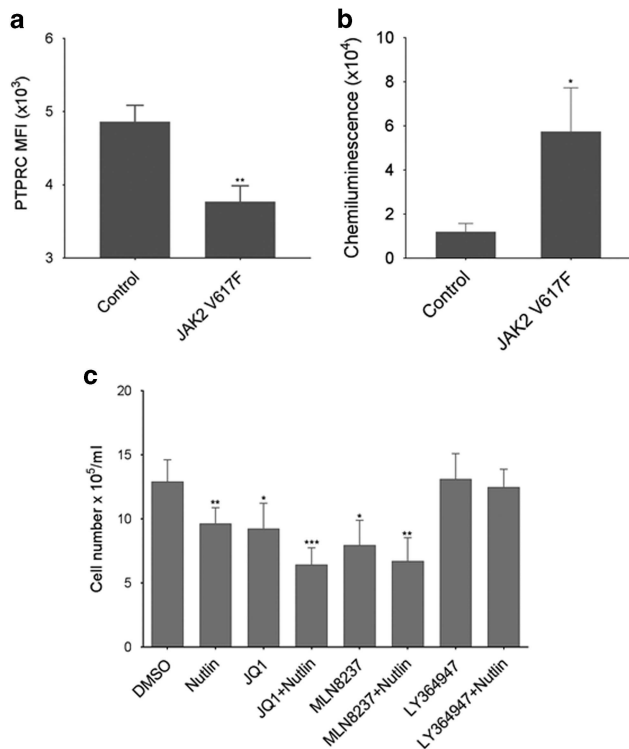 a
PTPRC MFI (x10³)
6
5
4
3
**
Control
JAK2 V617F
b
Chemiluminescence (x10⁴)
10
8
6
4
2
0
*
Control
JAK2 V617F
c
Cell number x 10⁵/ml
20
15
10
5
0
**
*
***
*
**
DMSO
Nutlin
JQ1
JQ1+Nutlin
MLN8237
MLN8237+Nutlin
LY364947
LY364947+Nutlin